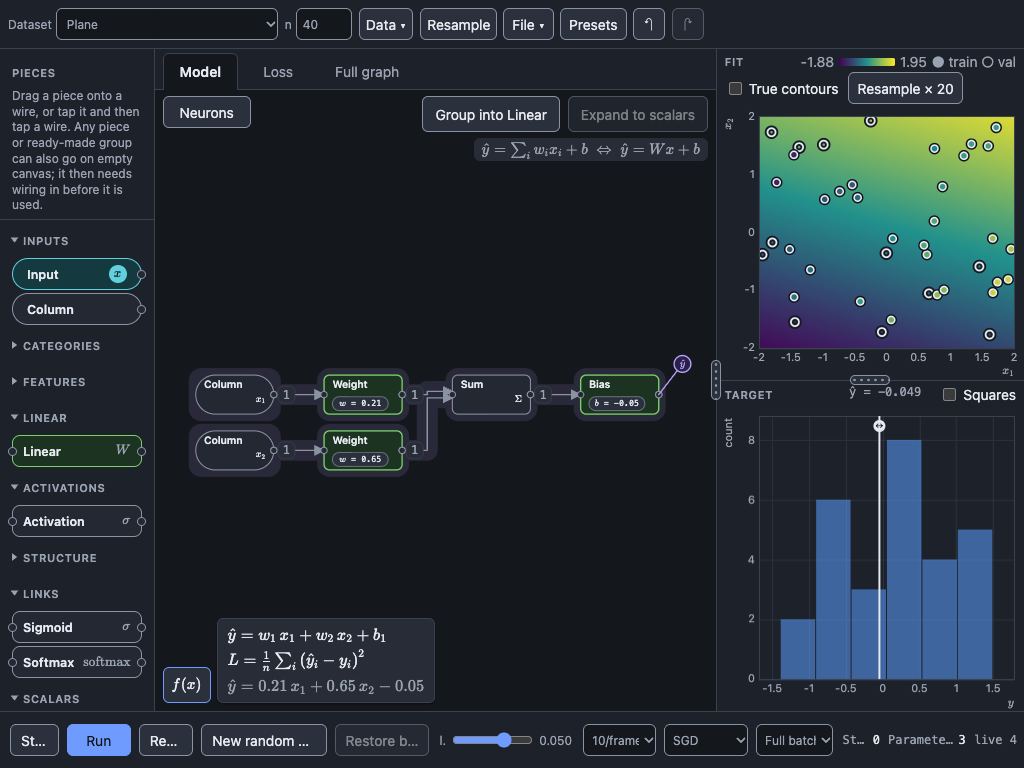 Dataset Plane n 40 Data ▾ Resample File ▾ Presets
PIECES
Drag a piece onto a
wire, or tap it and then
tap a wire. Any piece
or ready-made group
can also go on empty
canvas; it then needs
wiring in before it is
used.
INPUTS
Input x
Column
CATEGORIES
FEATURES
LINEAR
Linear W
ACTIVATIONS
Activation σ
STRUCTURE
LINKS
Sigmoid σ
Softmax softmax
SCALARS
Model Loss Full graph
Neurons Group into Linear Expand to scalars
ŷ = ∑ᵢ wᵢxᵢ + b ⇔ ŷ = Wx + b
Column x₁ 1 Weight w = 0.21 1 Sum Σ 1 Bias b = −0.05 ŷ
Column x₂ 1 Weight w = 0.65 1
f(x)
ŷ = w₁ x₁ + w₂ x₂ + b₁
L = 1/n ∑ᵢ (ŷᵢ − yᵢ)²
ŷ = 0.21 x₁ + 0.65 x₂ − 0.05
FIT -1.88 1.95 train val
True contours Resample × 20
x₂
2
1
0
-1
-2
-2 -1.5 -1 -0.5 0 0.5 1 1.5 2
x₁
TARGET ŷ = −0.049 Squares
count
8
6
4
2
0
-1.5 -1 -0.5 0 0.5 1 1.5
y
St… Run Re… New random … Restore b… l. 0.050 10/frame SGD Full batch St… 0 Paramete… 3 live 4